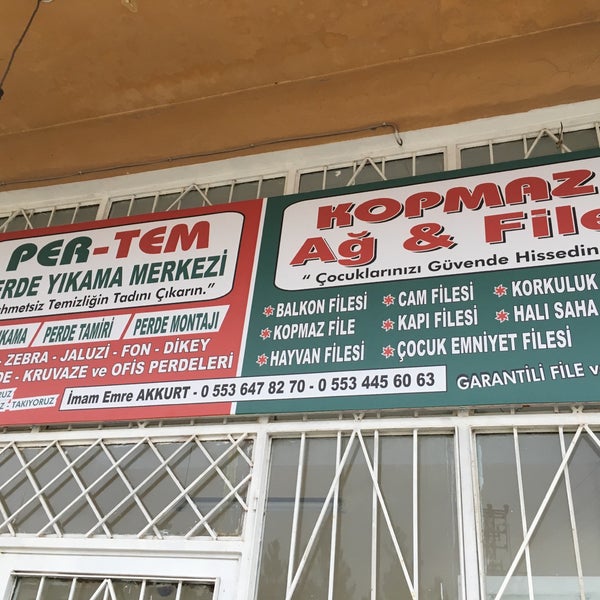 PER-TEM
ERDE YIKAMA MERKEZİ
hmetsiz Temizliğin Tadını Çıkarın."
KAMA PERDE TAMİRİ PERDE MONTAJI
- ZEBRA - JALUZİ - FON - DİKEY
DE - KRUVAZE ve OFİS PERDELERİ
RUZ
Z - TAKIYORUZ
İmam Emre AKKURT - 0 553 647 82 70 - 0 553 445 60 63
KOPMAZ
Ağ & File
" Çocuklarınızı Güvende Hissedin
BALKON FİLESİ
KOPMAZ FİLE
HAYVAN FİLESİ
CAM FİLESİ
KAPI FİLESİ
ÇOCUK EMNİYET FİLESİ
KORKULUK
HALI SAHA
GARANTİLİ FİLE v